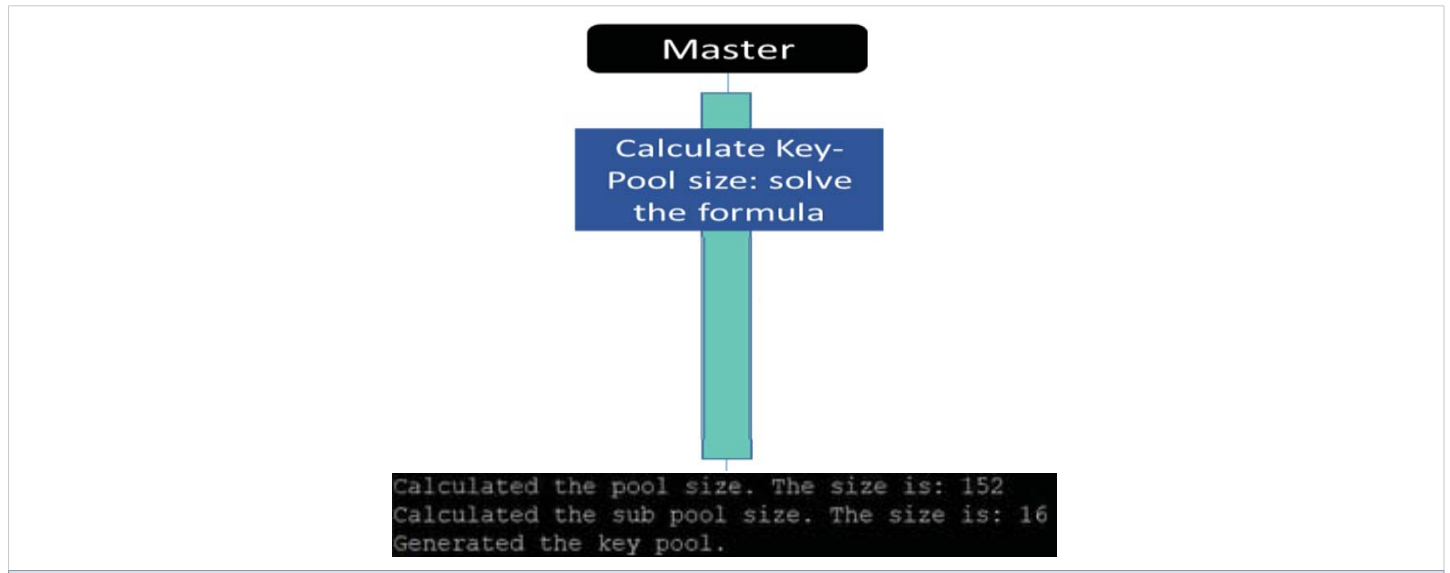 Master
Calculate Key-
Pool size: solve
the formula
Calculated the pool size. The size is: 152
Calculated the sub pool size. The size is: 16
Generated the key pool.